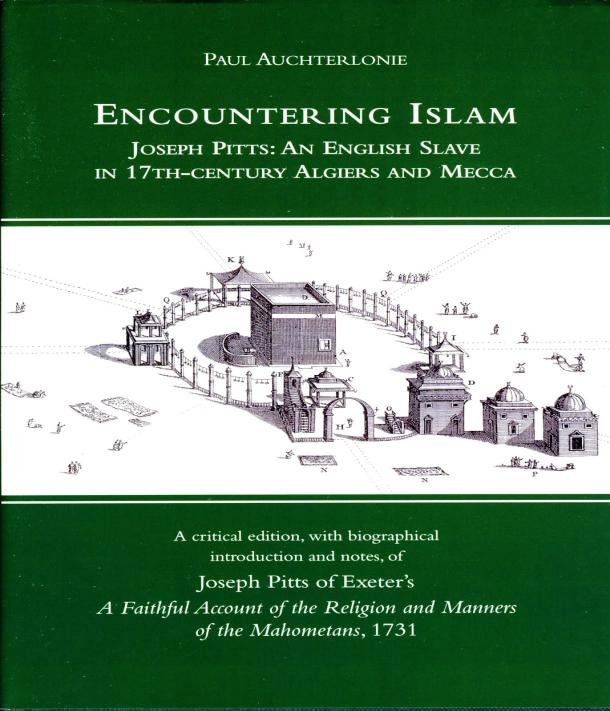 PAUL AUCHTERLONIE
ENCOUNTERING ISLAM
JOSEPH PITTS: AN ENGLISH SLAVE
IN 17TH-CENTURY ALGIERS AND MECCA
K
Q
D
Q
M
A
I
C
D
G
H
N
N
P
A critical edition, with biographical
introduction and notes, of
Joseph Pitts of Exeter's
A Faithful Account of the Religion and Manners
of the Mahometans, 1731